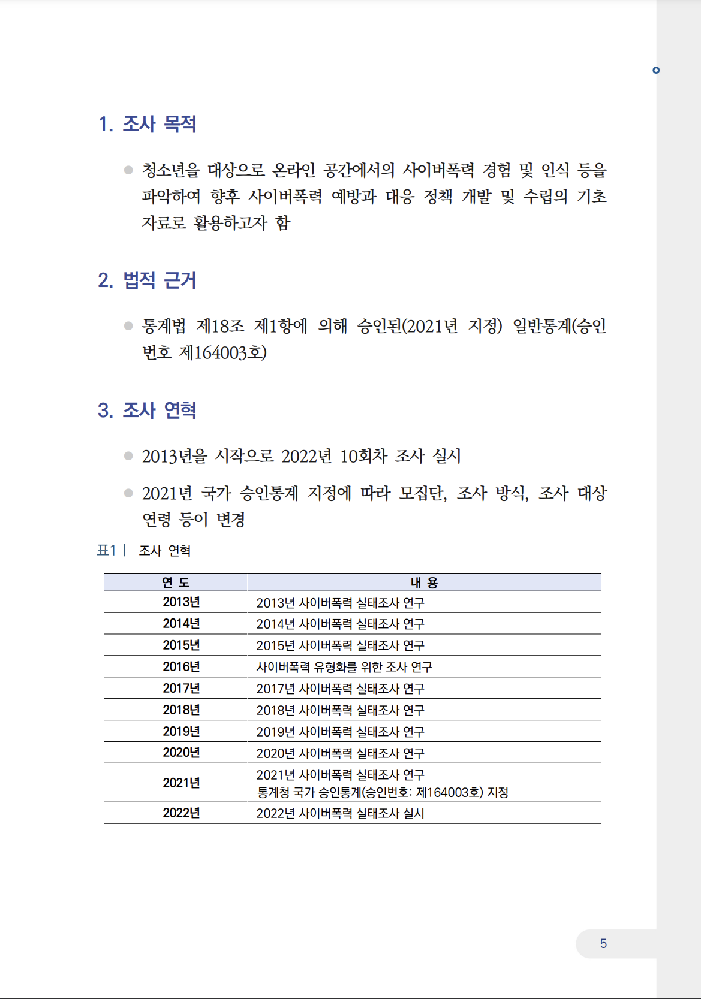 1. 조사 목적
청소년을 대상으로 온라인 공간에서의 사이버폭력 경험 및 인식 등을
파악하여 향후 사이버폭력 예방과 대응 정책 개발 및 수립의 기초
자료로 활용하고자 함
2. 법적 근거
통계법 제18조 제1항에 의해 승인된(2021년 지정) 일반통계(승인
번호 제164003호)
3. 조사 연혁
2013년을 시작으로 2022년 10회차 조사 실시
2021년 국가 승인통계 지정에 따라 모집단, 조사 방식, 조사 대상
연령 등이 변경
표1 | 조사 연혁
연 도 내 용
2013년 2013년 사이버폭력 실태조사 연구
2014년 2014년 사이버폭력 실태조사 연구
2015년 2015년 사이버폭력 실태조사 연구
2016년 사이버폭력 유형화를 위한 조사 연구
2017년 2017년 사이버폭력 실태조사 연구
2018년 2018년 사이버폭력 실태조사 연구
2019년 2019년 사이버폭력 실태조사 연구
2020년 2020년 사이버폭력 실태조사 연구
2021년 2021년 사이버폭력 실태조사 연구
통계청 국가 승인통계(승인번호: 제164003호) 지정
2022년 2022년 사이버폭력 실태조사 실시
5